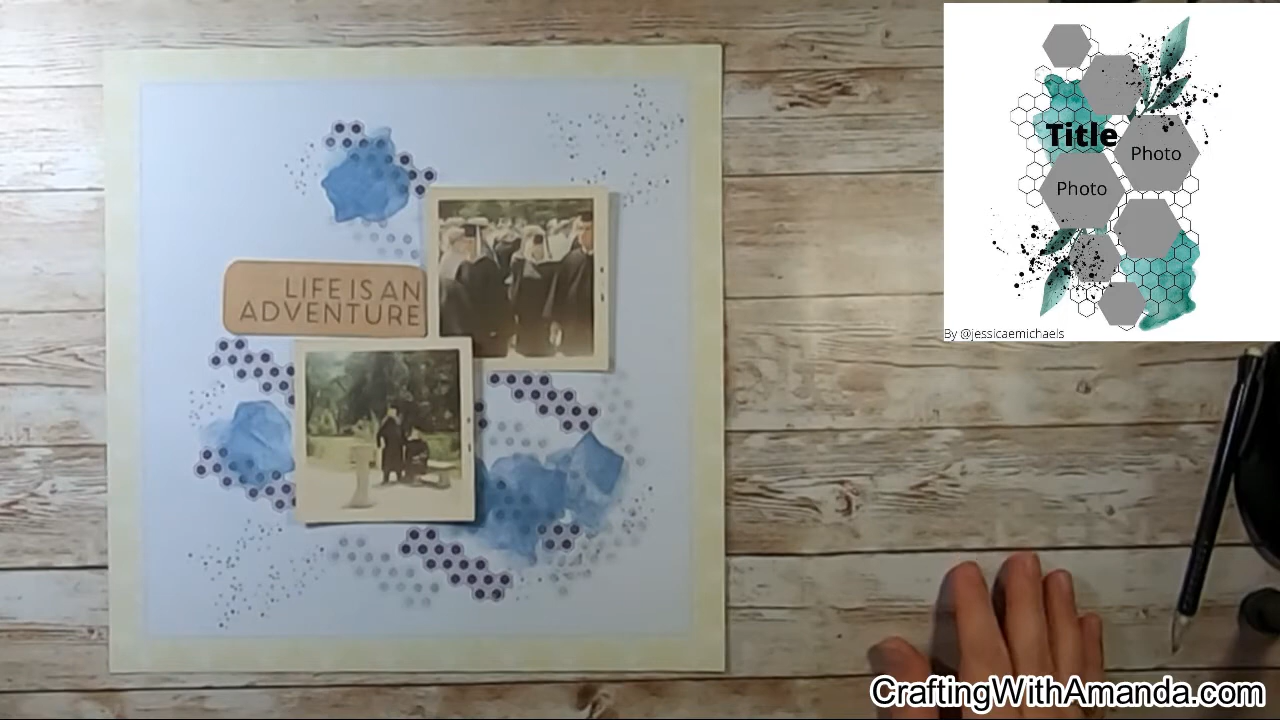 LIFE IS AN
ADVENTURE
Title
Photo
Photo
By @jessicaemichaels
CraftingWithAmanda.com